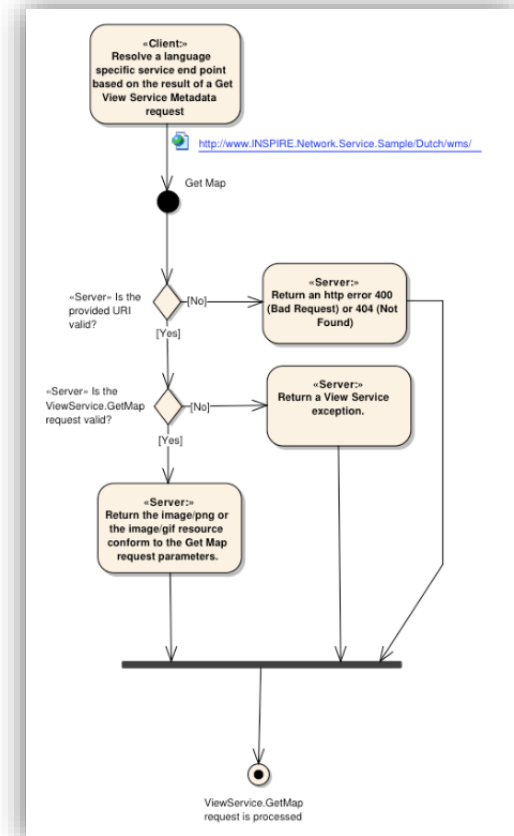 «Client:»
Resolve a language
specific service end point
based on the result of a Get
View Service Metadata
request
http://www.INSPIRE.Network.Service.Sample/Dutch/wms/
Get Map
«Server» Is the
provided URI
valid?
[No]
[Yes]
«Server:»
Return an http error 400
(Bad Request) or 404 (Not
Found)
«Server» Is the
ViewService.GetMap
request valid?
[No]
[Yes]
«Server:»
Return a View Service
exception.
«Server:»
Return the image/png or
the image/gif resource
conform to the Get Map
request parameters.
ViewService.GetMap
request is processed